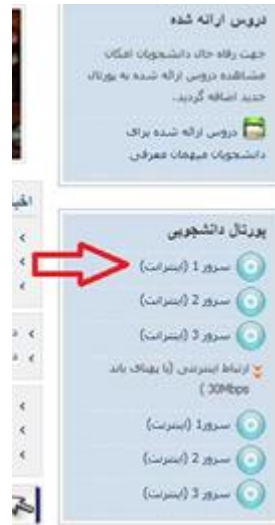 دروس ارائه شده
جهت رفاه حال دانشجویان امکان
مشاهده دروس ارائه شده به پورتال
جدید اضافه گردید.
دروس ارائه شده برای
دانشجویان میهمان معرفی
اخبا
پورتال دانشجویی
سرور 1 (اینترانت)
سرور 2 (اینترانت)
سرور 3 (اینترانت)
ارتباط اینترنتی (با پهنای باند
30Mbps )
سرور1 (اینترنت)
سرور 2 (اینترنت)
سرور 3 (اینترنت)